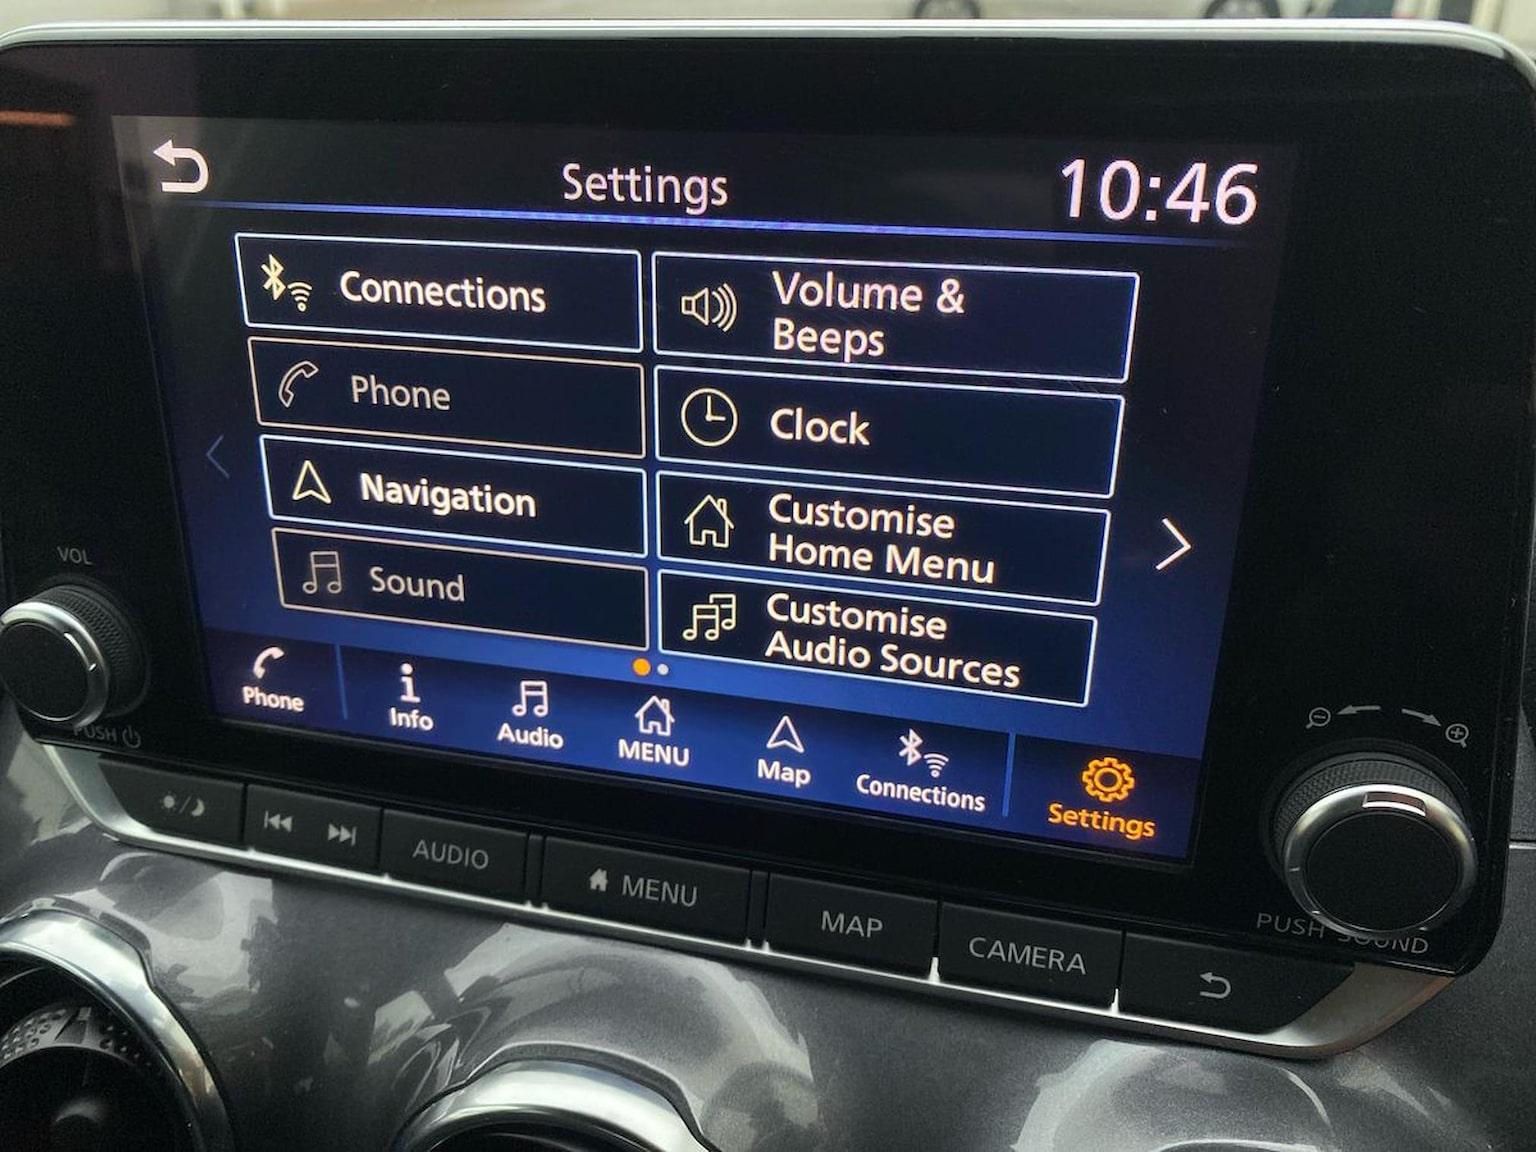 Settings
10:46
Connections
Volume &
Beeps
Phone
Clock
Navigation
Customise
Home Menu
Sound
Customise
Audio Sources
Phone
Info
Audio
MENU
Map
Connections
Settings
VOL
PUSH
AUDIO
MENU
MAP
CAMERA
PUSH SOUND